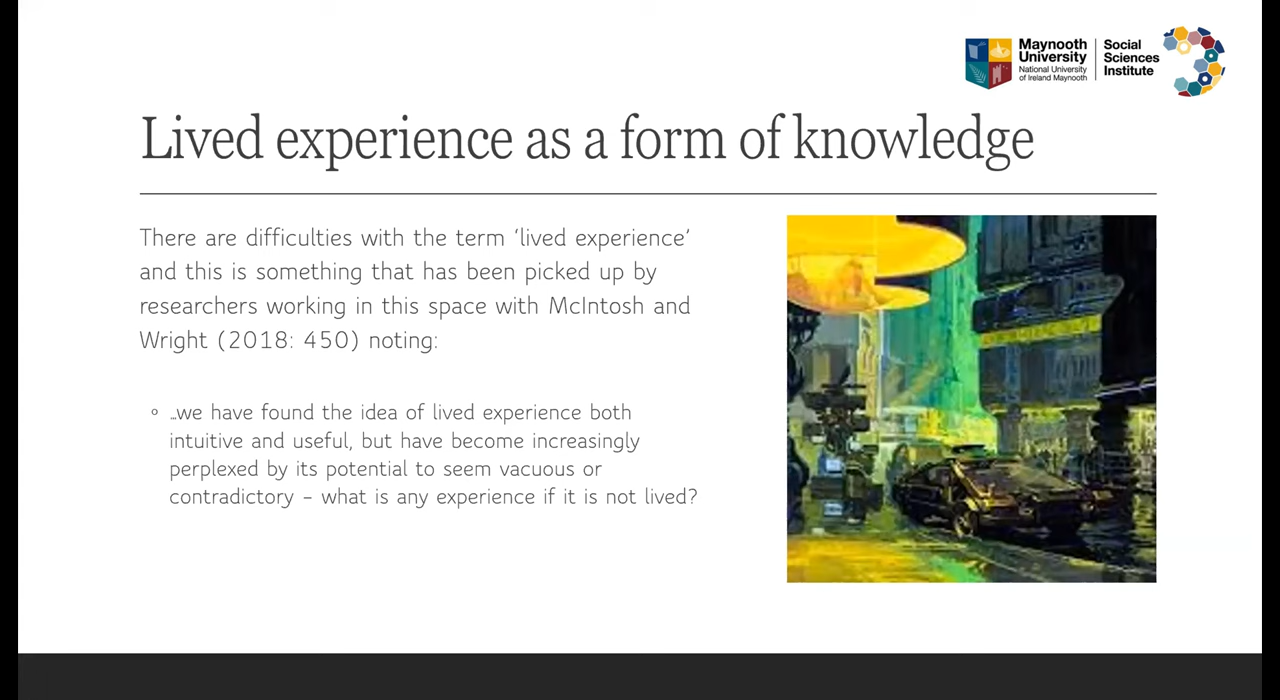 Maynooth
University
National University
of Ireland Maynooth
Social
Sciences
Institute
Lived experience as a form of knowledge
There are difficulties with the term ‘lived experience’
and this is something that has been picked up by
researchers working in this space with McIntosh and
Wright (2018: 450) noting:
◦ …we have found the idea of lived experience both
intuitive and useful, but have become increasingly
perplexed by its potential to seem vacuous or
contradictory – what is any experience if it is not lived?